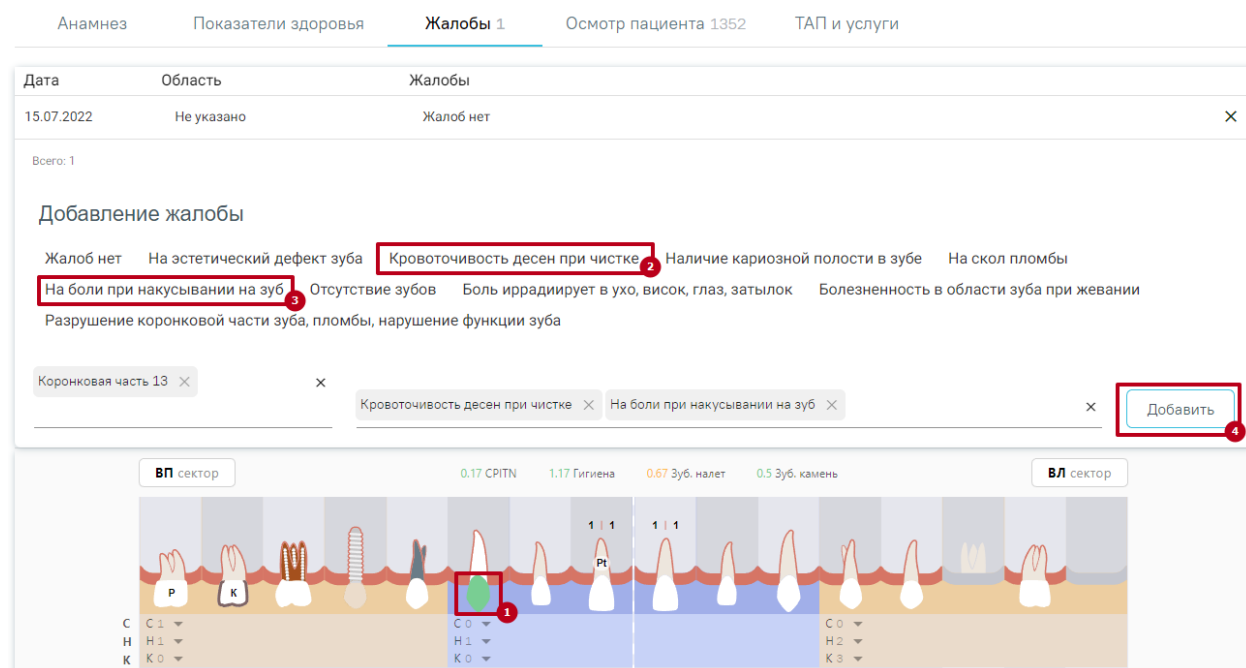 Анамнез Показатели здоровья Жалобы 1 Осмотр пациента 1352 ТАП и услуги
Дата Область Жалобы
15.07.2022 Не указано Жалоб нет
Всего: 1
Добавление жалобы
Жалоб нет На эстетический дефект зуба Кровоточивость десен при чистке Наличие кариозной полости в зубе На скол пломбы
2
На боли при накусывании на зуб Отсутствие зубов Боль иррадиирует в ухо, висок, глаз, затылок Болезненность в области зуба при жевании
3
Разрушение коронковой части зуба, пломбы, нарушение функции зуба
Коронковая часть 13
Кровоточивость десен при чистке На боли при накусывании на зуб Добавить
4
ВП сектор 0.17 CPITN 1.17 Гигиена 0.67 Зуб. налет 0.5 Зуб. камень ВЛ сектор
1 | 1 1 | 1
Pt
P K
1
С С 1 С 0 С 0
Н Н 1 Н 1 Н 2
К К 0 К 0 К 3